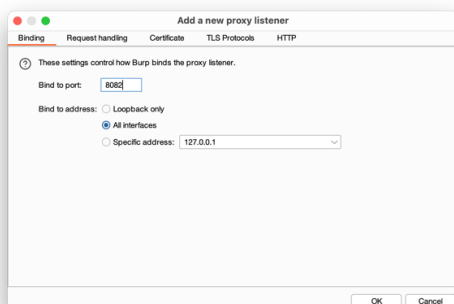 Add a new proxy listener
Binding Request handling Certificate TLS Protocols HTTP
These settings control how Burp binds the proxy listener.
Bind to port: 8082
Bind to address: Loopback only
All interfaces
Specific address: 127.0.0.1
OK Cancel